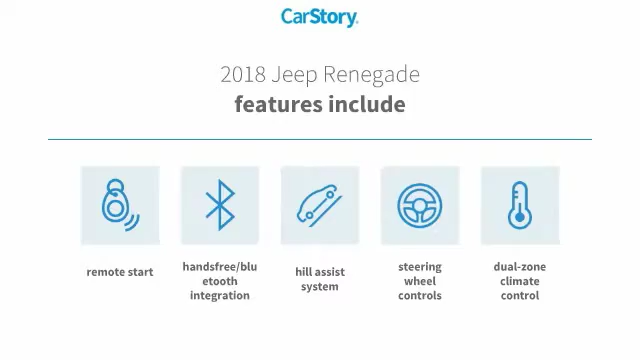 CarStory.
2018 Jeep Renegade
features include
remote start
handsfree/blu
etooth
integration
hill assist
system
steering
wheel
controls
dual-zone
climate
control